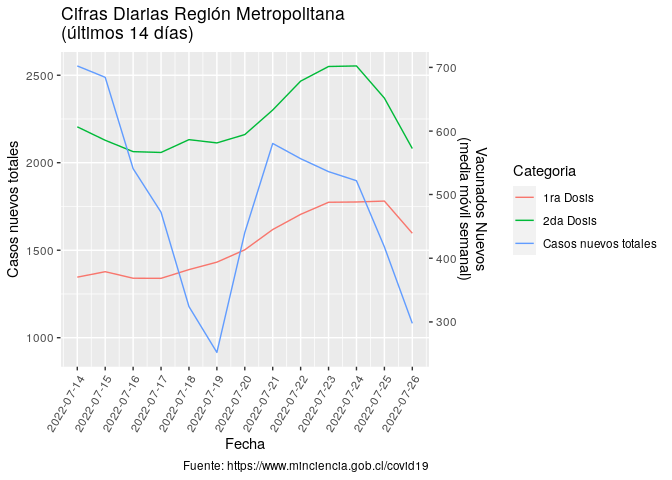 Cifras Diarias Región Metropolitana
(últimos 14 días)
2500
2000
1500
1000
Casos nuevos totales
700
600
500
400
300
Vacunados Nuevos
(media móvil semanal)
2022-07-14
2022-07-15
2022-07-16
2022-07-17
2022-07-18
2022-07-19
2022-07-20
2022-07-21
2022-07-22
2022-07-23
2022-07-24
2022-07-25
2022-07-26
Fecha
Categoria
1ra Dosis
2da Dosis
Casos nuevos totales
Fuente: https://www.minciencia.gob.cl/covid19